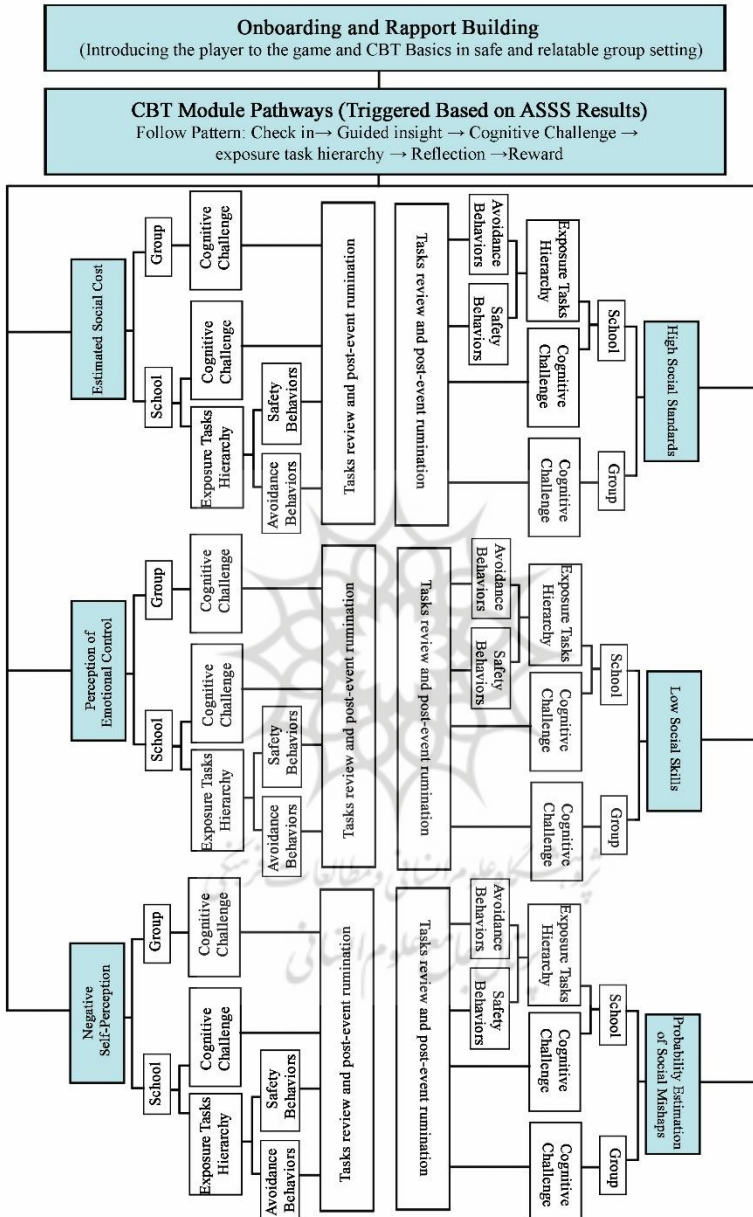 Onboarding and Rapport Building
(Introducing the player to the game and CBT Basics in safe and relatable group setting)
CBT Module Pathways (Triggered Based on ASSS Results)
Follow Pattern: Check in→ Guided insight → Cognitive Challenge →
exposure task hierarchy → Reflection →Reward
High Social Standards
School
Group
Exposure Tasks
Hierarchy
Cognitive
Challenge
Cognitive
Challenge
Avoidance
Behaviors
Safety
Behaviors
Tasks review and post-event rumination
Low Social
Skills
School
Group
Exposure Tasks
Hierarchy
Cognitive
Challenge
Cognitive
Challenge
Avoidance
Behaviors
Safety
Behaviors
Tasks review and post-event rumination
Probability Estimation
of Social Mishaps
School
Group
Exposure Tasks
Hierarchy
Cognitive
Challenge
Cognitive
Challenge
Avoidance
Behaviors
Safety
Behaviors
Tasks review and post-event rumination
Estimated Social Cost
Group
School
Cognitive
Challenge
Cognitive
Challenge
Exposure Tasks
Hierarchy
Safety
Behaviors
Avoidance
Behaviors
Tasks review and post-event rumination
Perception of
Emotional Control
Group
School
Cognitive
Challenge
Cognitive
Challenge
Exposure Tasks
Hierarchy
Safety
Behaviors
Avoidance
Behaviors
Tasks review and post-event rumination
Negative
Self-Perception
Group
School
Cognitive
Challenge
Cognitive
Challenge
Exposure Tasks
Hierarchy
Safety
Behaviors
Avoidance
Behaviors
Tasks review and post-event rumination
پژوهشگاه علوم انسانی و مطالعات فرهنگی
پرتال جامع علوم انسانی